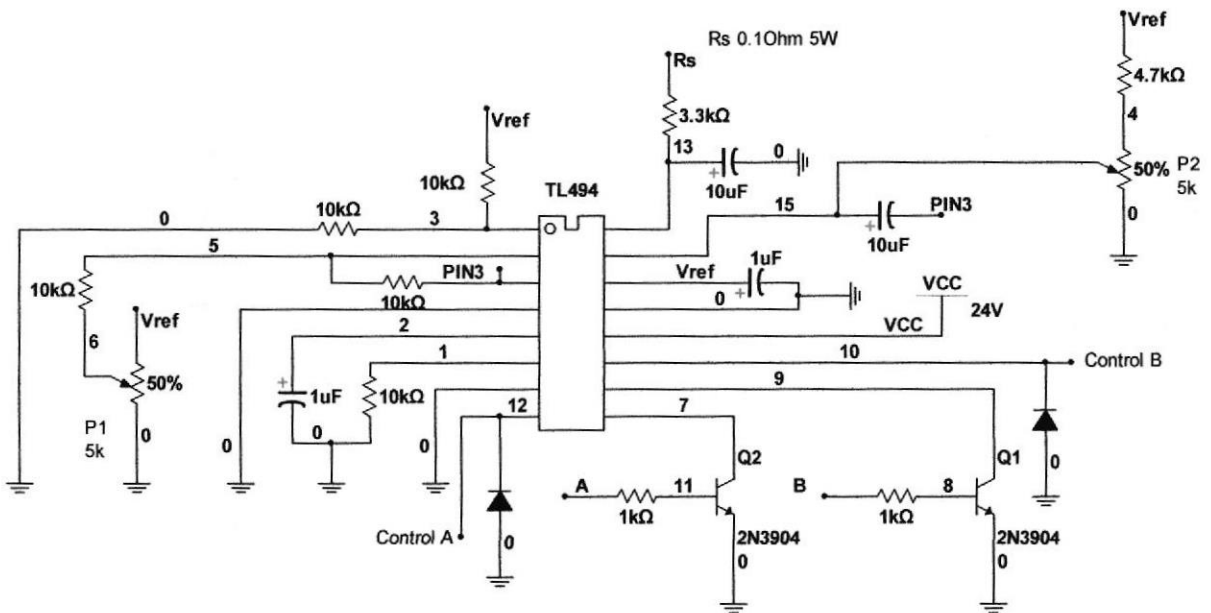 Rs 0.1Ohm 5W
Vref
Rs
4.7kΩ
3.3kΩ
4
Vref
13
0
10kΩ
10uF
50%
P2
5k
TL494
10kΩ
0
3
15
PIN3
0
10uF
5
PIN3
Vref
1uF
10kΩ
10kΩ
0
VCC
24V
Vref
2
VCC
6
1
10
Control B
50%
9
1uF
10kΩ
12
7
P1
5k
0
0
0
0
Q2
Q1
0
A
11
B
8
1kΩ
1kΩ
Control A
0
2N3904
2N3904
0
0